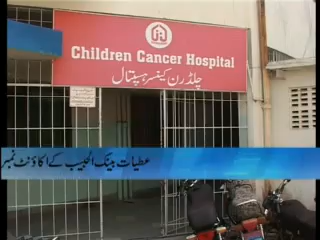 Children Cancer Hospital
چلڈرن کینسر ہسپتال
عطیات بینک الحبیب کے اکاؤنٹ نمبر